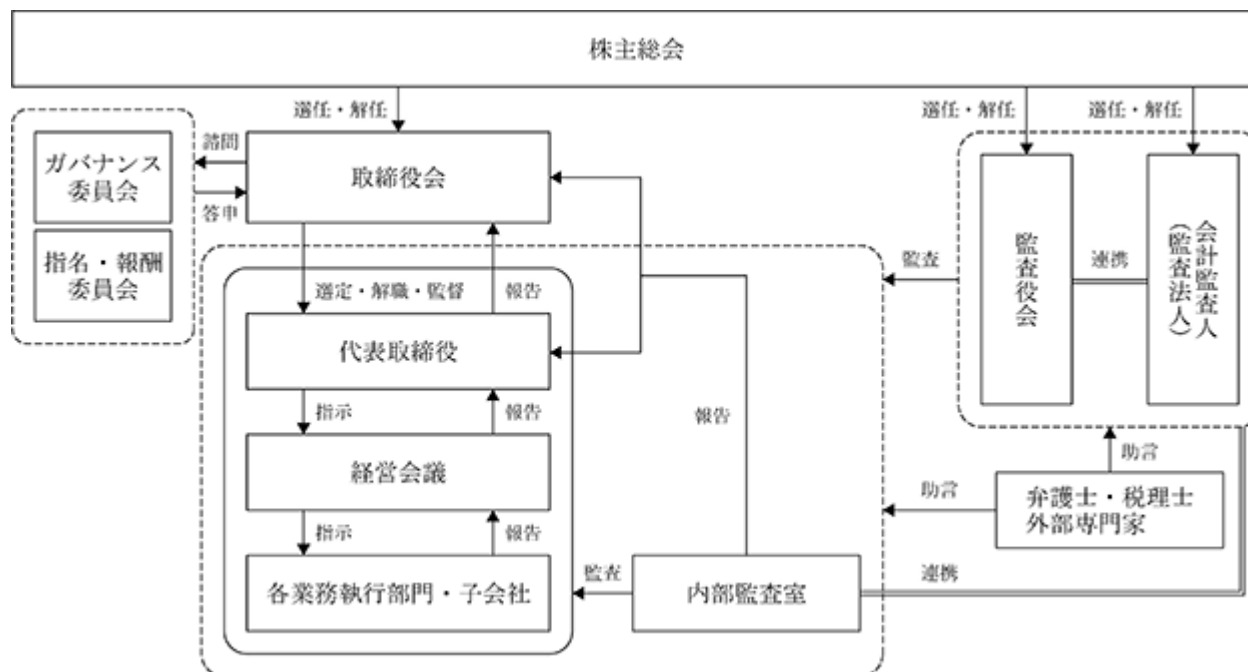 株主総会
選任・解任
選任・解任
選任・解任
諮問
答申
ガバナンス
委員会
指名・報酬
委員会
取締役会
監査役会
連携
会計監査人
（監査法人）
監査
選定・解職・監督
報告
代表取締役
指示
報告
報告
経営会議
助言
助言
弁護士・税理士
外部専門家
指示
報告
各業務執行部門・子会社
監査
内部監査室
連携